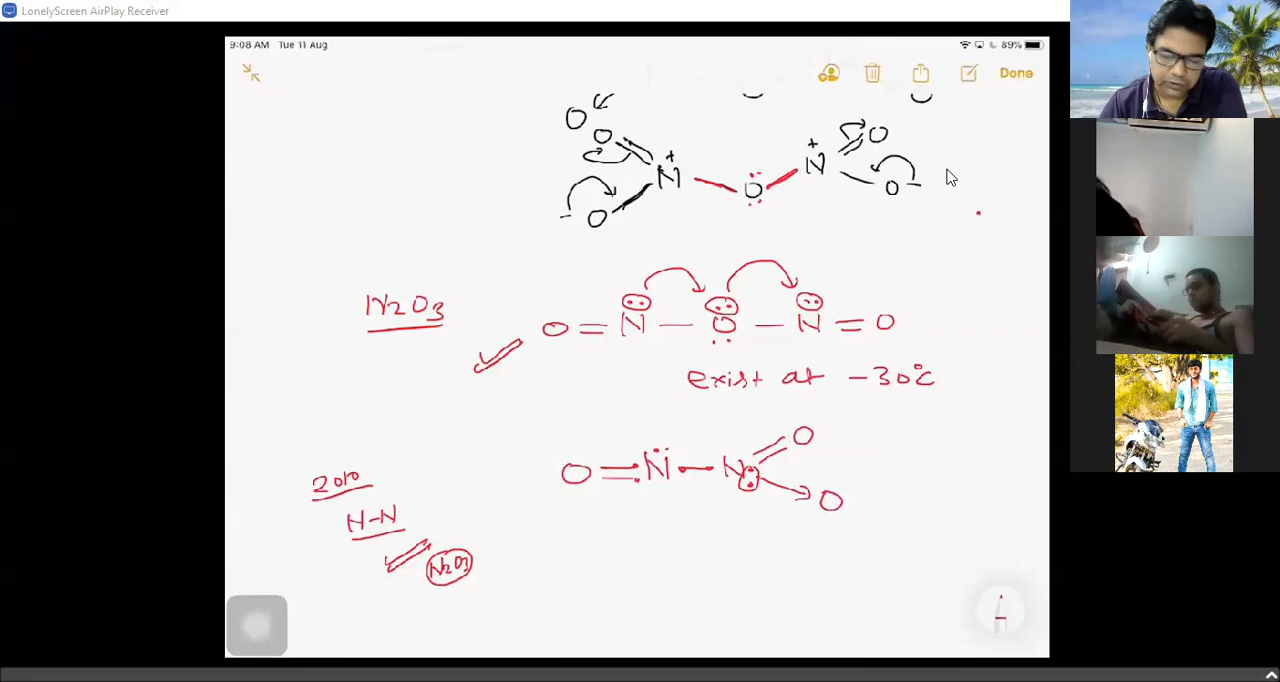 LonelyScreen AirPlay Receiver
9:08 AM Tue 11 Aug
89%
Done
O
O = N+ — O — N+ = O
− O O −
N2O3
O = N — O — N = O
exist at −30°C
O = N — N = O
O
2010
N-N
N2O3